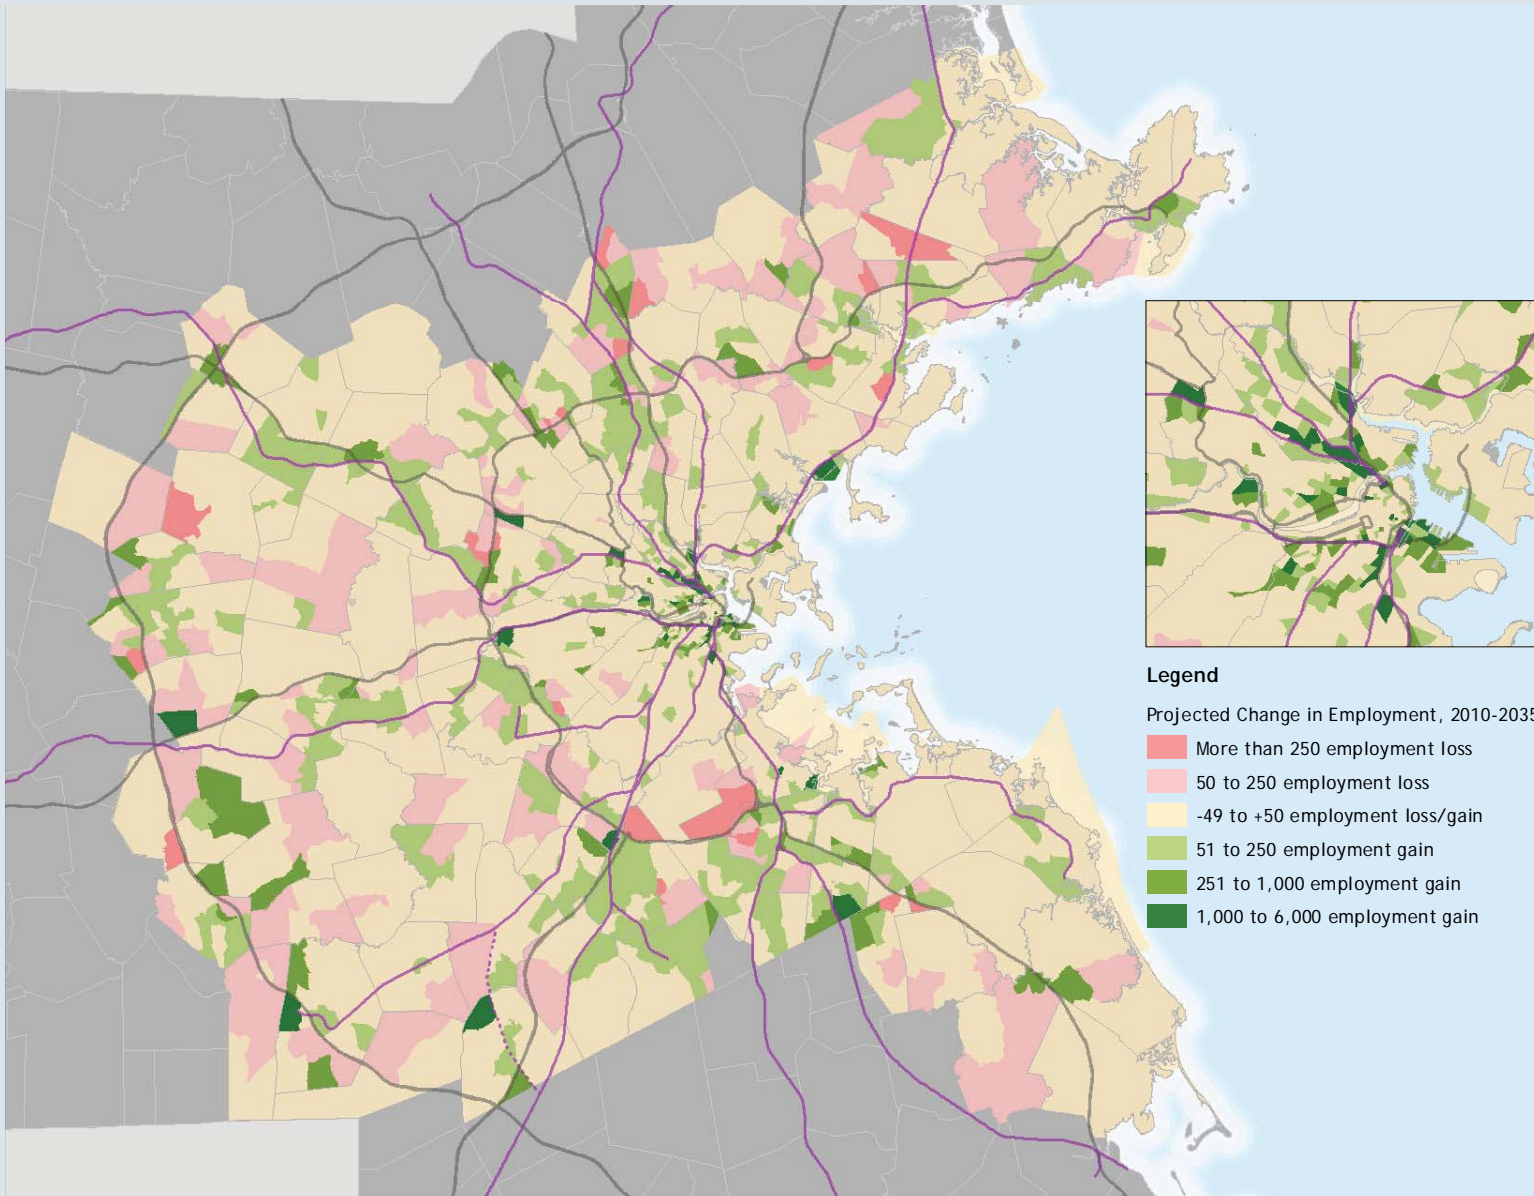 Legend
Projected Change in Employment, 2010-2035
More than 250 employment loss
50 to 250 employment loss
-49 to +50 employment loss/gain
51 to 250 employment gain
251 to 1,000 employment gain
1,000 to 6,000 employment gain